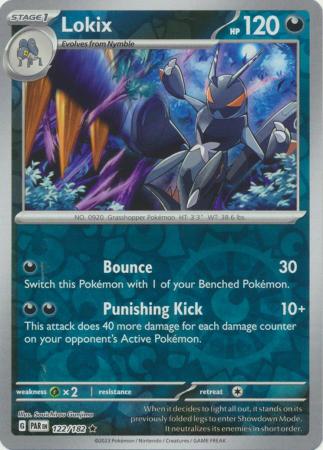 STAGE 1
Lokix
HP 120
Evolves from Nymble
NO. 0920 Grasshopper Pokémon HT: 3'3" WT: 38.6 lbs.
Bounce 30
Switch this Pokémon with 1 of your Benched Pokémon.
Punishing Kick 10+
This attack does 40 more damage for each damage counter
on your opponent's Active Pokémon.
weakness ×2 resistance retreat
Illus. Souichirou Gunjima
G PAR EN 122/182
When it decides to fight all out, it stands on its
previously folded legs to enter Showdown Mode.
It neutralizes its enemies in short order.
©2023 Pokémon / Nintendo / Creatures / GAME FREAK